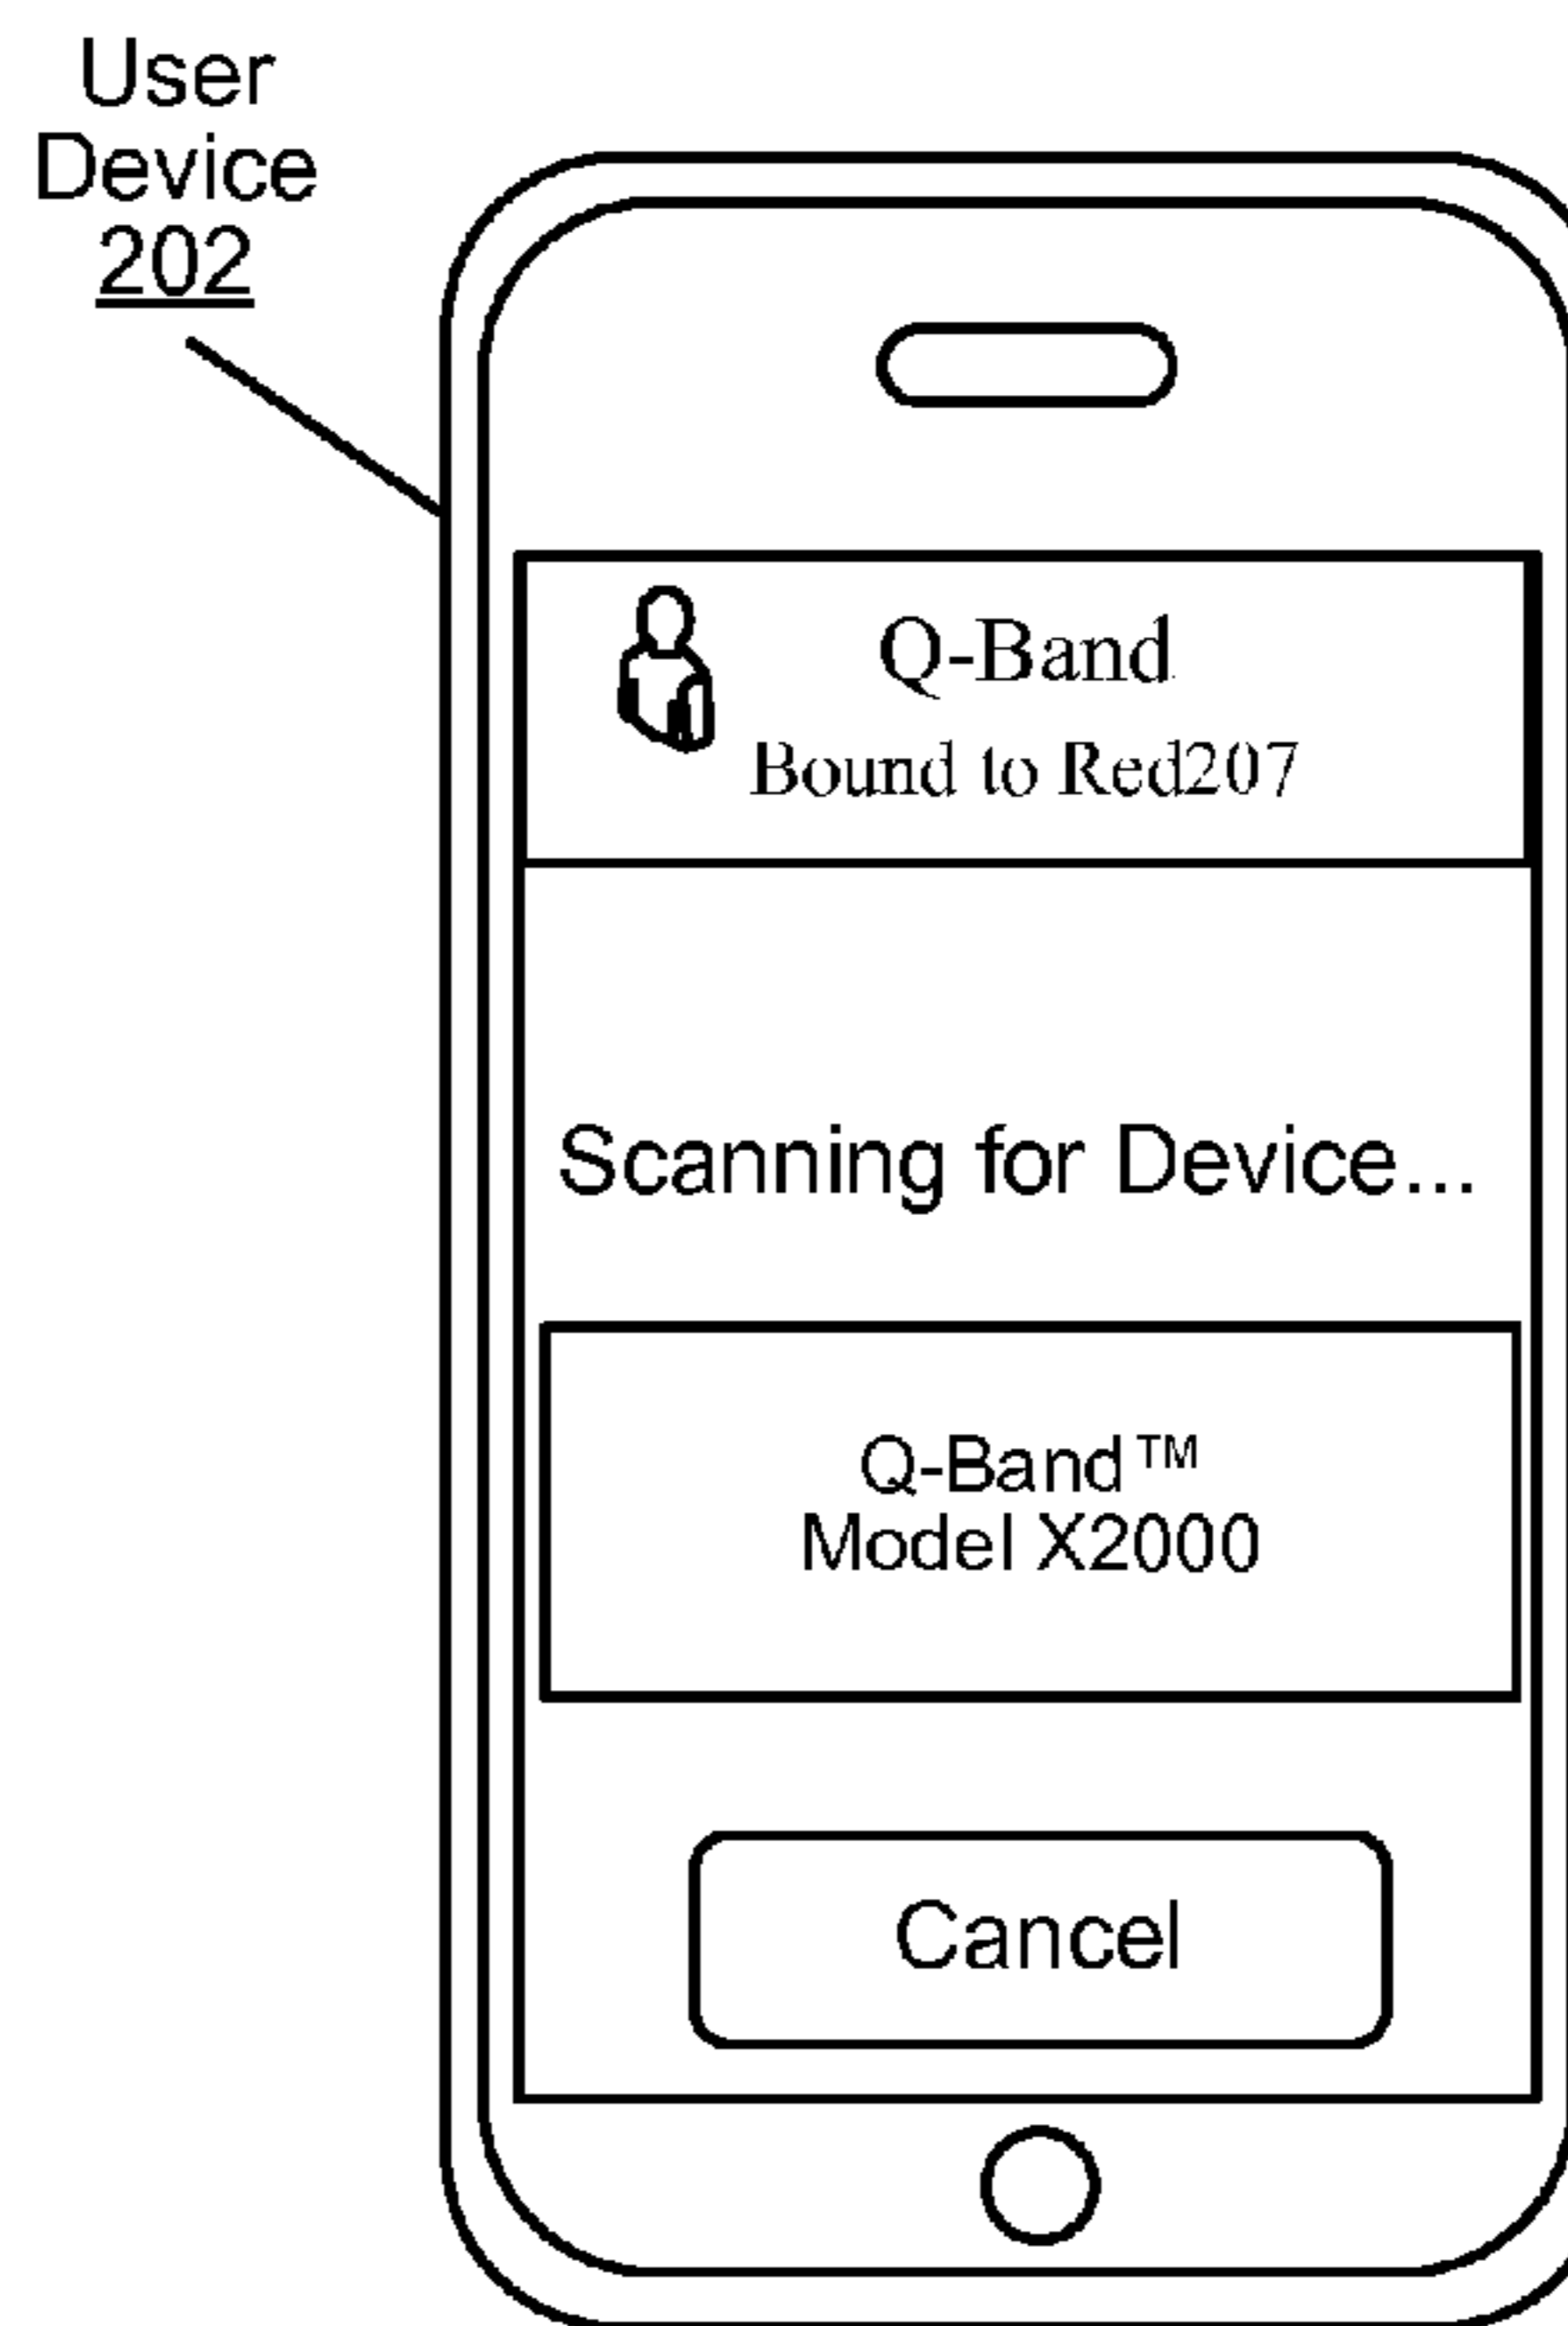 User
Device
202
Q-Band
Bound to Red207
Scanning for Device...
Q-Band™
Model X2000
Cancel